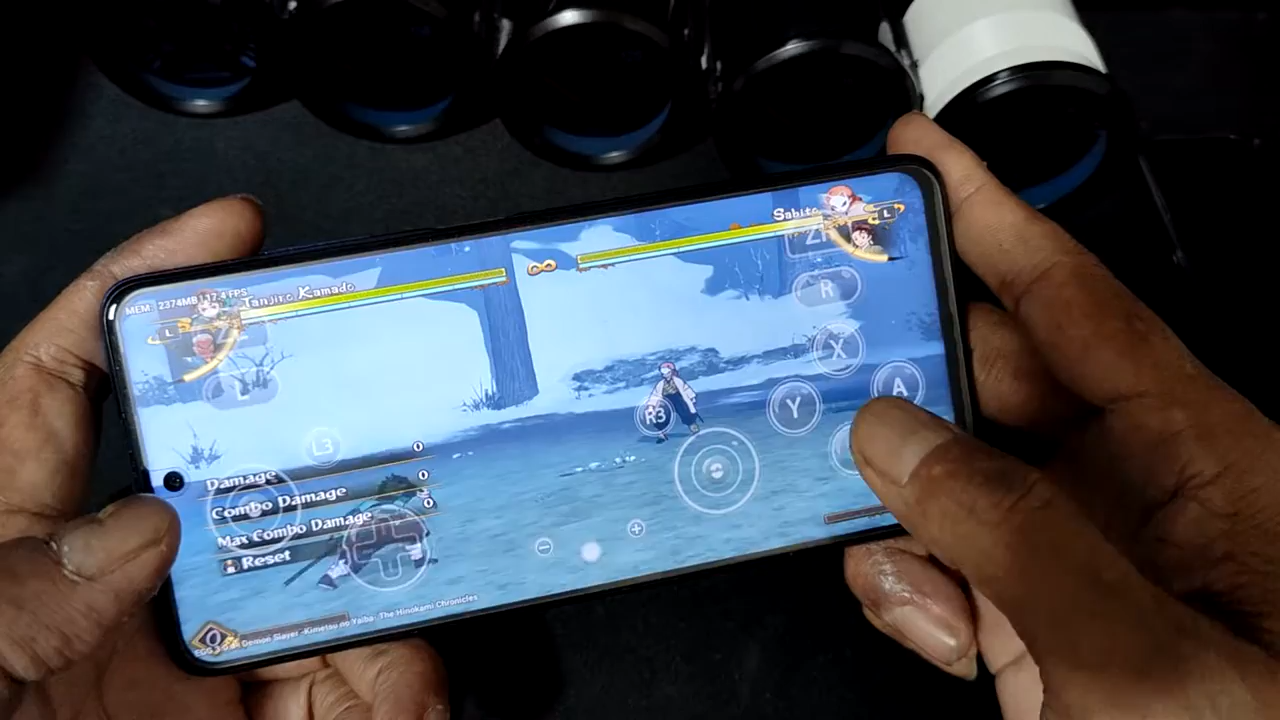 Sabito
L
ZR
R
MEM: 2374MB 17.4 FPS
Tanjiro Kamado
L
L
X
A
Y
R3
L3
Damage 0
Combo Damage 0
Max Combo Damage 0
Reset
0
Demon Slayer -Kimetsu no Yaiba- The Hinokami Chronicles